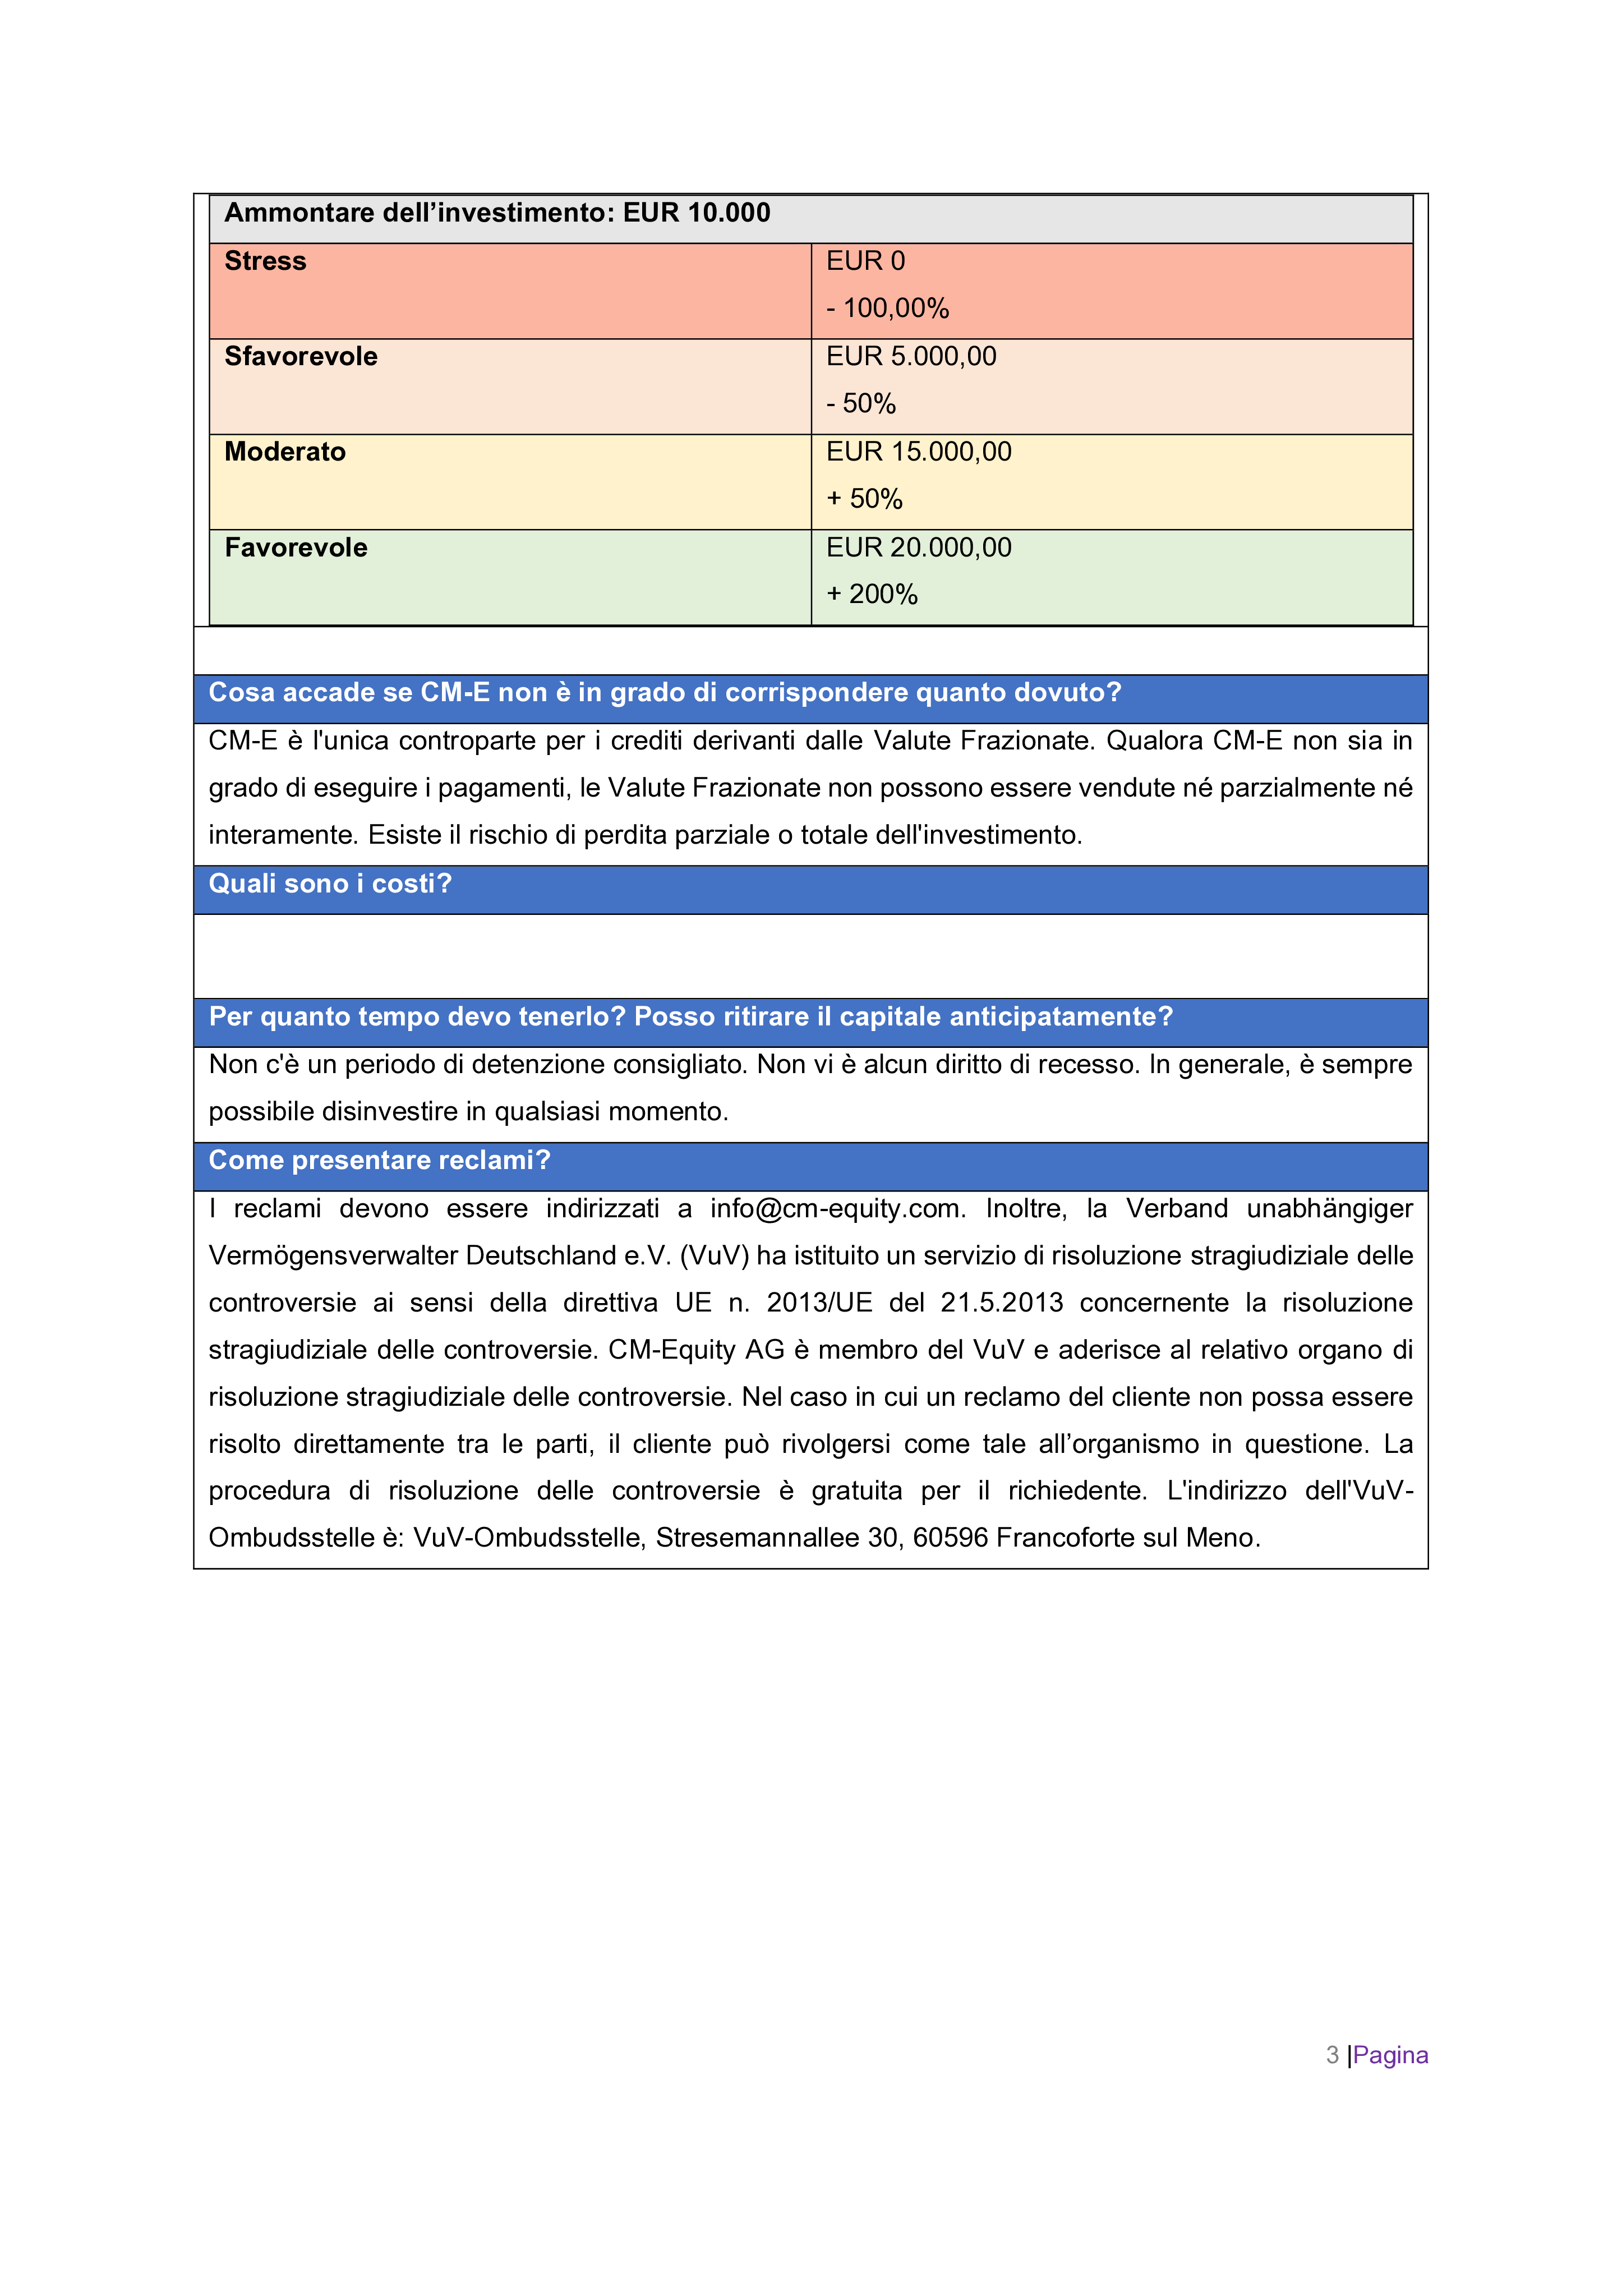 Ammontare dell’investimento: EUR 10.000
Stress
EUR 0
- 100,00%
Sfavorevole
EUR 5.000,00
- 50%
Moderato
EUR 15.000,00
+ 50%
Favorevole
EUR 20.000,00
+ 200%
Cosa accade se CM-E non è in grado di corrispondere quanto dovuto?
CM-E è l'unica controparte per i crediti derivanti dalle Valute Frazionate. Qualora CM-E non sia in
grado di eseguire i pagamenti, le Valute Frazionate non possono essere vendute né parzialmente né
interamente. Esiste il rischio di perdita parziale o totale dell'investimento.
Quali sono i costi?
Per quanto tempo devo tenerlo? Posso ritirare il capitale anticipatamente?
Non c'è un periodo di detenzione consigliato. Non vi è alcun diritto di recesso. In generale, è sempre
possibile disinvestire in qualsiasi momento.
Come presentare reclami?
I reclami devono essere indirizzati a info@cm-equity.com. Inoltre, la Verband unabhängiger
Vermögensverwalter Deutschland e.V. (VuV) ha istituito un servizio di risoluzione stragiudiziale delle
controversie ai sensi della direttiva UE n. 2013/UE del 21.5.2013 concernente la risoluzione
stragiudiziale delle controversie. CM-Equity AG è membro del VuV e aderisce al relativo organo di
risoluzione stragiudiziale delle controversie. Nel caso in cui un reclamo del cliente non possa essere
risolto direttamente tra le parti, il cliente può rivolgersi come tale all’organismo in questione. La
procedura di risoluzione delle controversie è gratuita per il richiedente. L'indirizzo dell'VuV-
Ombudsstelle è: VuV-Ombudsstelle, Stresemannallee 30, 60596 Francoforte sul Meno.
3 |Pagina